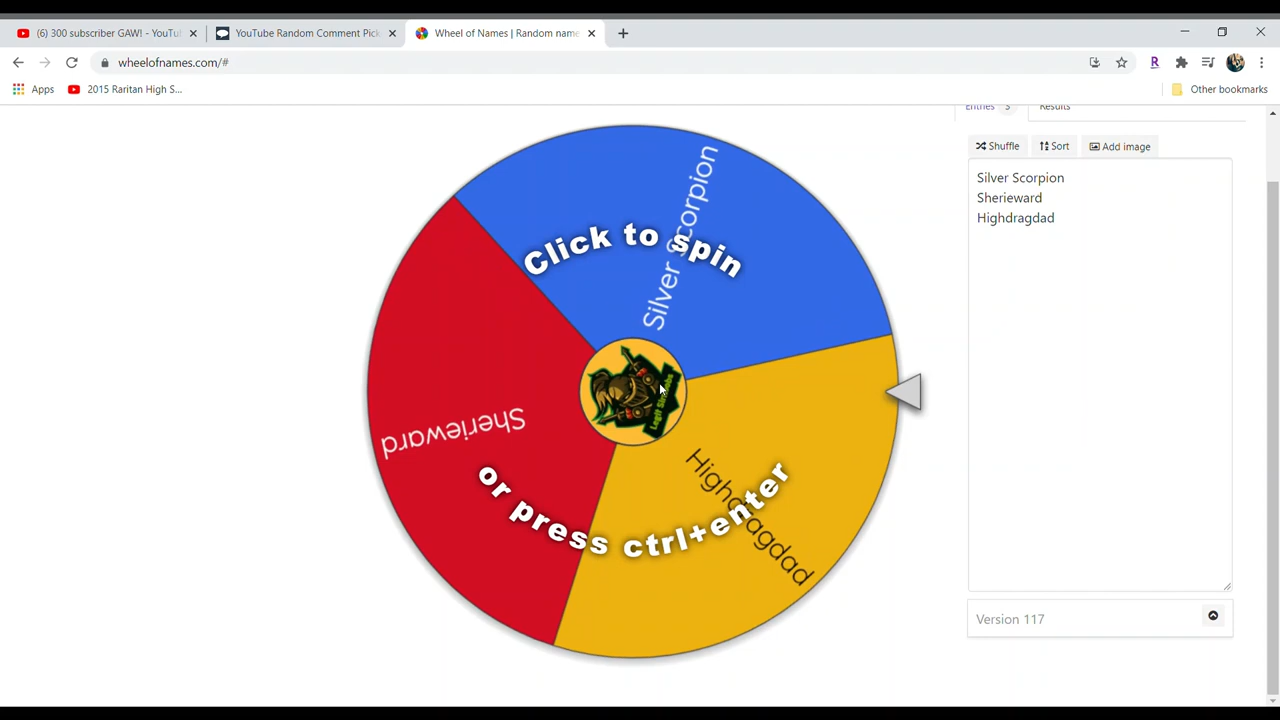 (6) 300 subscriber GAW! - YouTu
YouTube Random Comment Pick
Wheel of Names | Random name
wheelofnames.com/#
Apps
2015 Raritan High S...
Other bookmarks
Entries 3
Results
Shuffle
Sort
Add image
Silver Scorpion
Sherieward
Highdragdad
Version 117
Click to spin
or press ctrl+enter
Silver Scorpion
Sherieward
Highdragdad